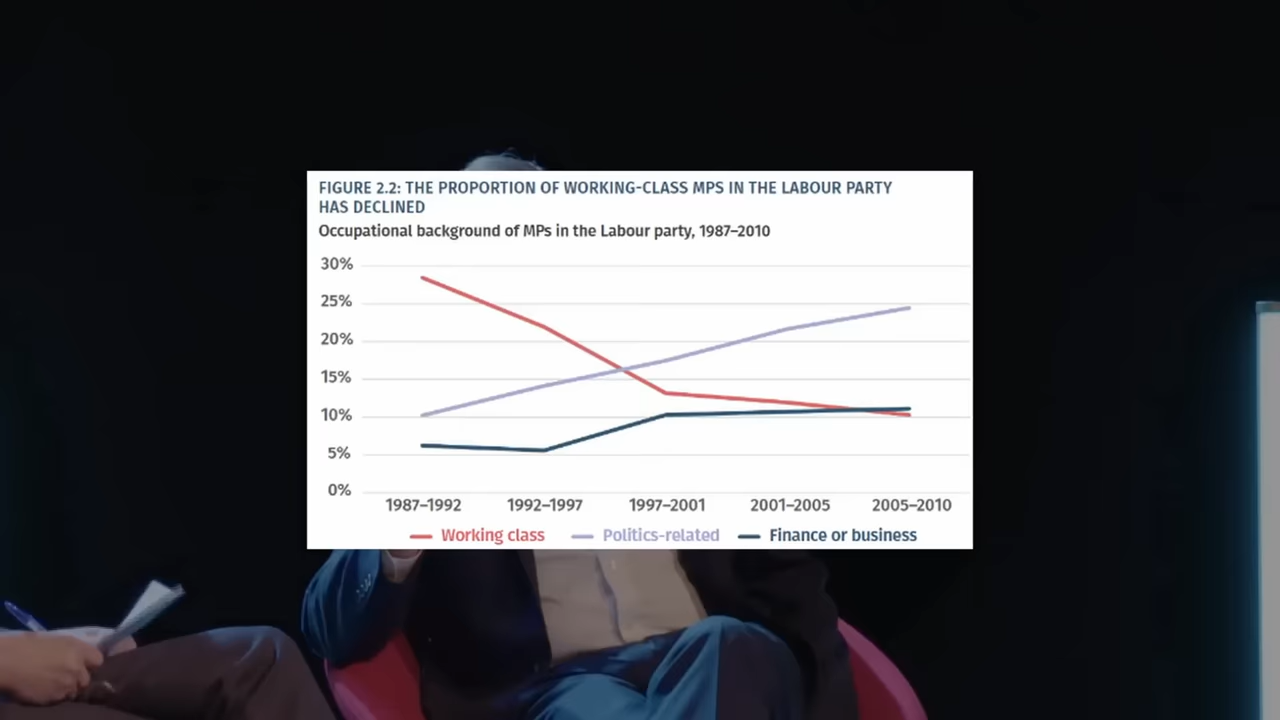 FIGURE 2.2: THE PROPORTION OF WORKING-CLASS MPS IN THE LABOUR PARTY
HAS DECLINED
Occupational background of MPs in the Labour party, 1987–2010
30%
25%
20%
15%
10%
5%
0%
1987–1992 1992–1997 1997–2001 2001–2005 2005–2010
Working class Politics-related Finance or business